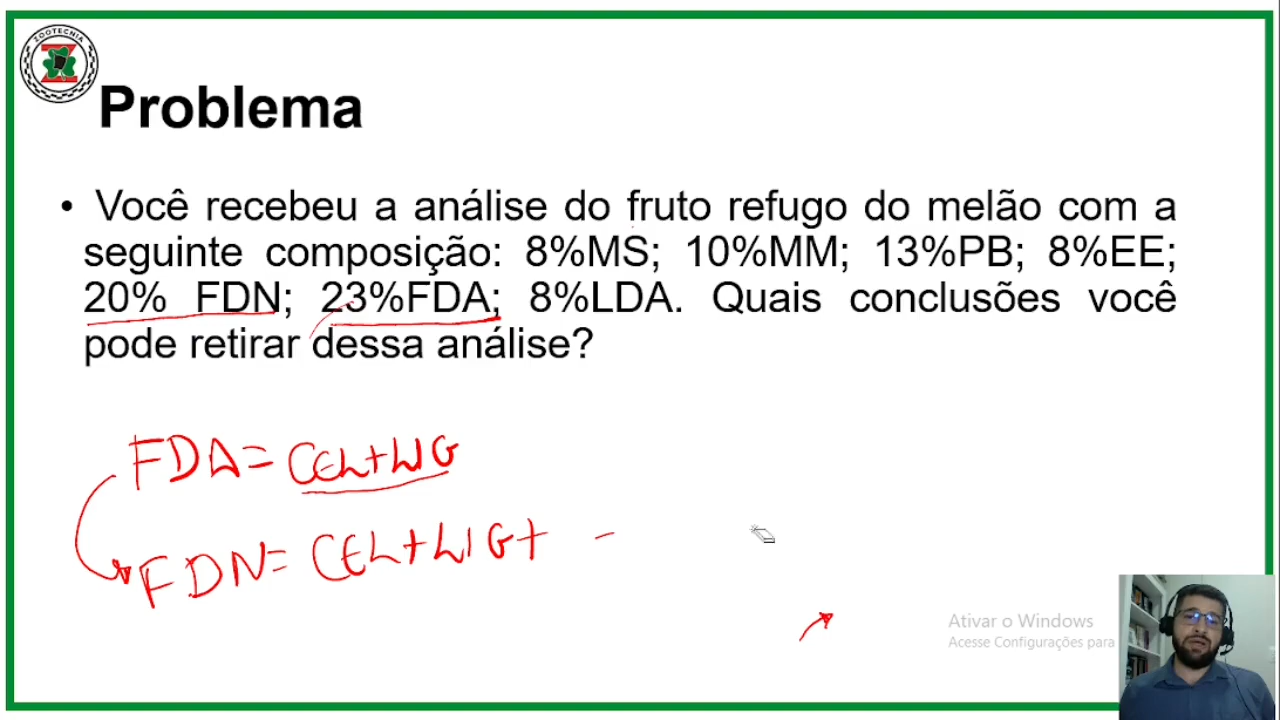 ZOOTECNIA
Z
Problema
• Você recebeu a análise do fruto refugo do melão com a
seguinte composição: 8%MS; 10%MM; 13%PB; 8%EE;
20% FDN; 23%FDA; 8%LDA. Quais conclusões você
pode retirar dessa análise?
FDA= CEL+LIG
FDN= CEL+LIG+ -
Ativar o Windows
Acesse Configurações para